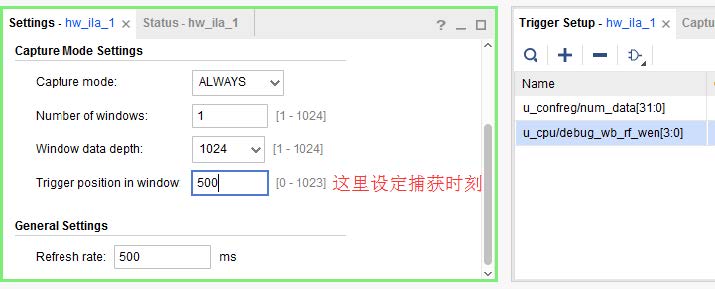 Settings - hw_ila_1 × Status - hw_ila_1 ?
Capture Mode Settings
Capture mode: ALWAYS
Number of windows: 1 [1 - 1024]
Window data depth: 1024 [1 - 1024]
Trigger position in window 500 [0 - 1023] 这里设定捕获时刻
General Settings
Refresh rate: 500 ms
Trigger Setup - hw_ila_1 × Captu
Name
u_confreg/num_data[31:0]
u_cpu/debug_wb_rf_wen[3:0]